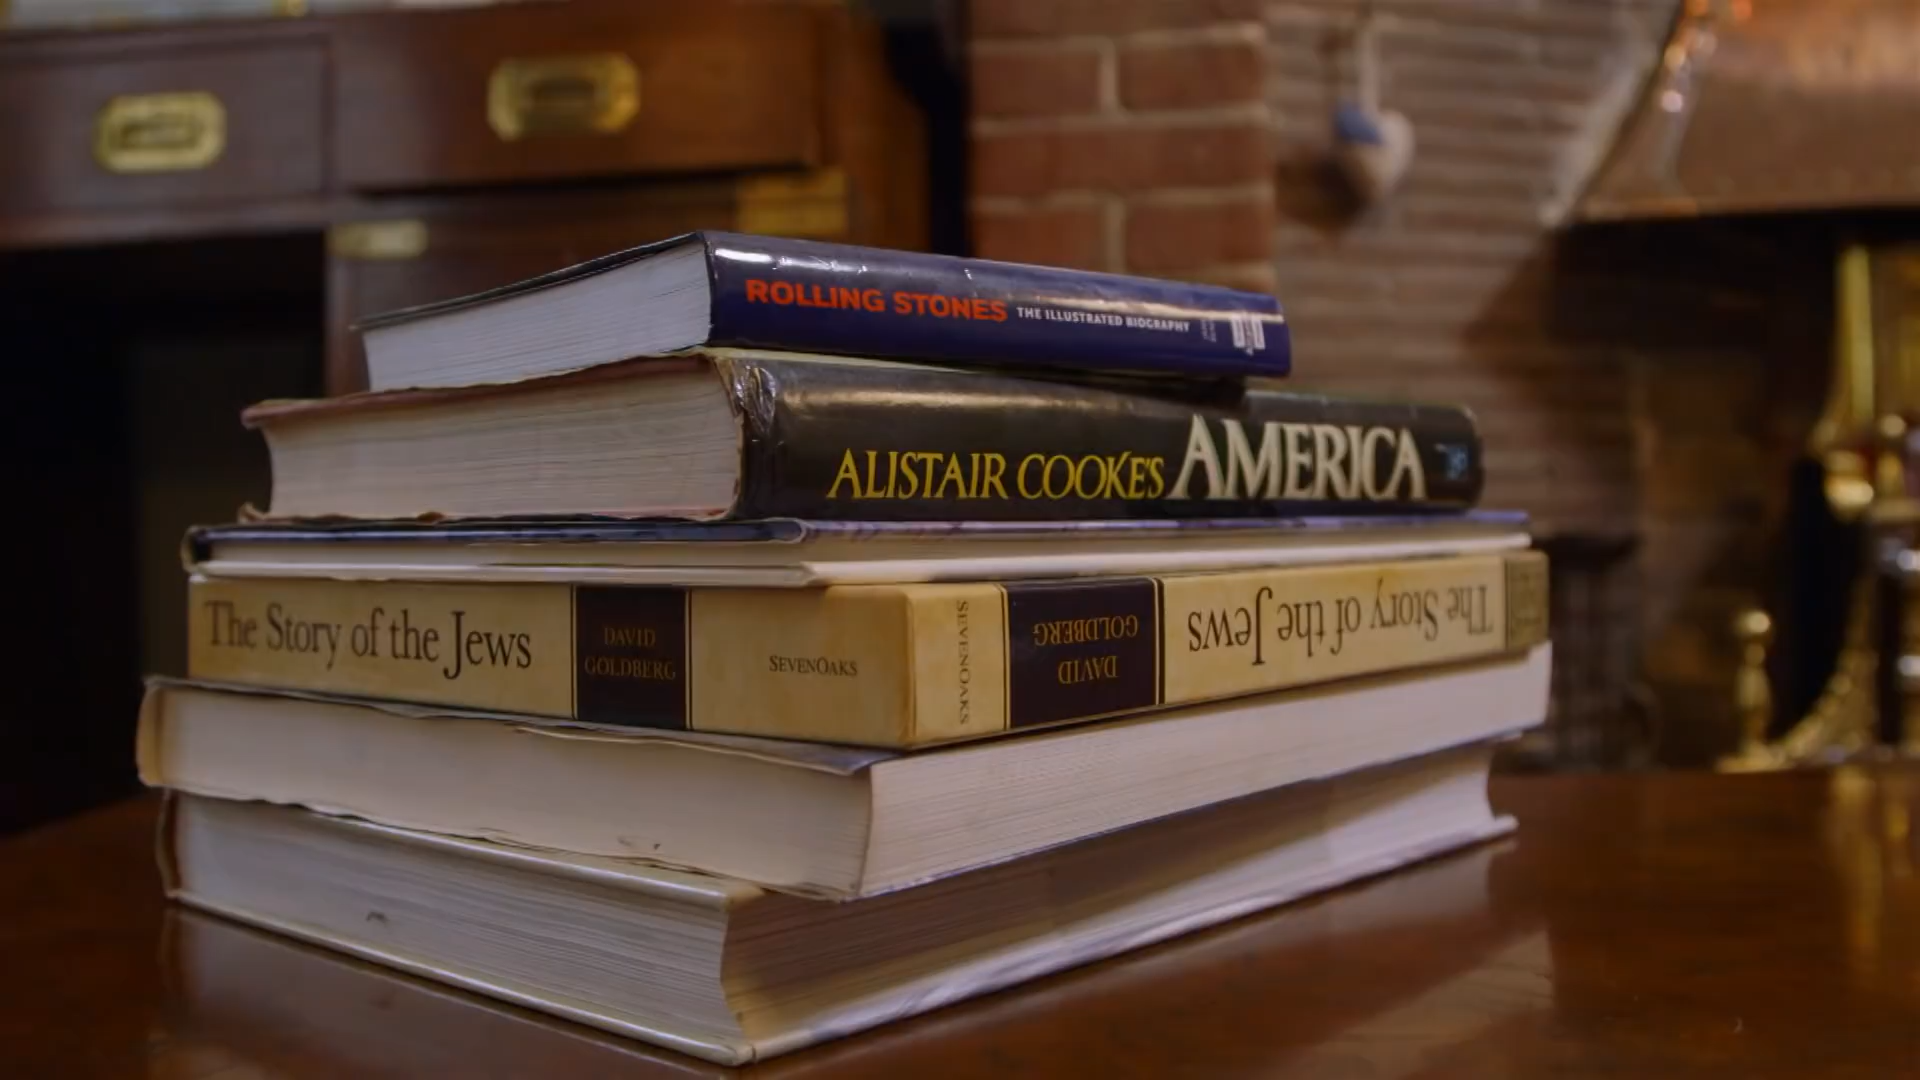 ROLLING STONES THE ILLUSTRATED BIOGRAPHY
ALISTAIR COOKE'S AMERICA
The Story of the Jews
DAVID
GOLDBERG
SEVENOAKS
SEVENOAKS
DAVID
GOLDBERG
The Story of the Jews